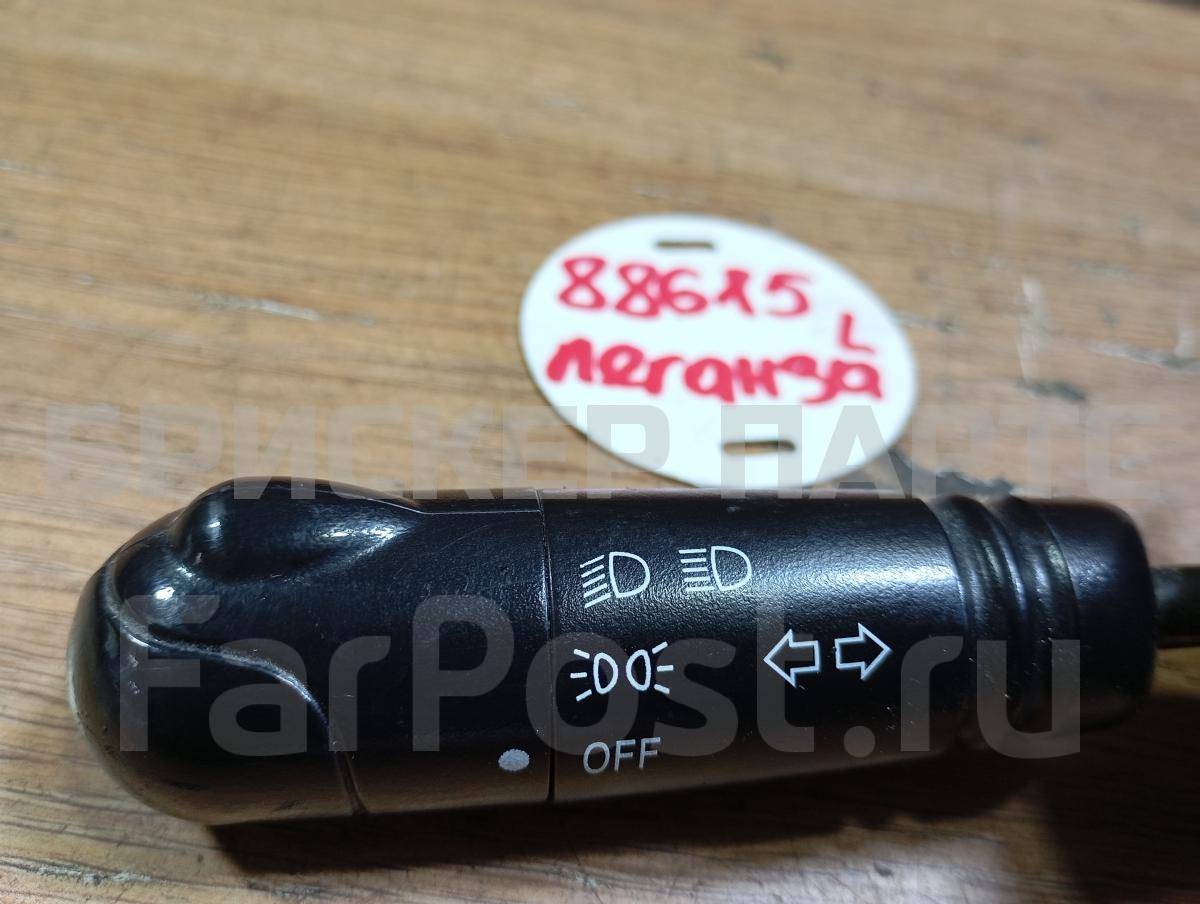 88615
L
леганза
БРИСКЕР ПАРТС
FarPost.ru
OFF